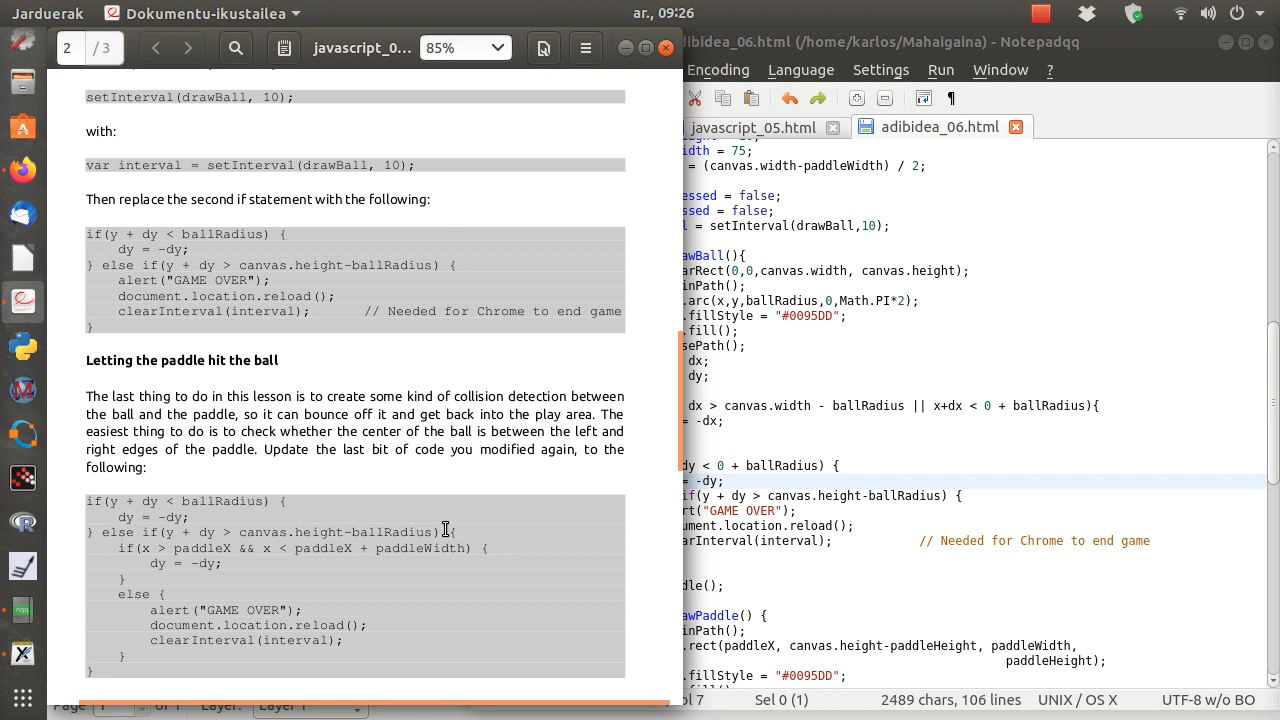 Jarduerak
Dokumentu-ikustailea
ar., 09:26
2 / 3
javascript_0...
85%
setInterval(drawBall, 10);
with:
var interval = setInterval(drawBall, 10);
Then replace the second if statement with the following:
if(y + dy < ballRadius) {
dy = -dy;
} else if(y + dy > canvas.height-ballRadius) {
alert("GAME OVER");
document.location.reload();
clearInterval(interval); // Needed for Chrome to end game
}
Letting the paddle hit the ball
The last thing to do in this lesson is to create some kind of collision detection between
the ball and the paddle, so it can bounce off it and get back into the play area. The
easiest thing to do is to check whether the center of the ball is between the left and
right edges of the paddle. Update the last bit of code you modified again, to the
following:
if(y + dy < ballRadius) {
dy = -dy;
} else if(y + dy > canvas.height-ballRadius) {
if(x > paddleX && x < paddleX + paddleWidth) {
dy = -dy;
}
else {
alert("GAME OVER");
document.location.reload();
clearInterval(interval);
}
}
dibidea_06.html (/home/karlos/Mahaigaina) - Notepadqq
Encoding Language Settings Run Window ?
javascript_05.html
adibidea_06.html
idth = 75;
= (canvas.width-paddleWidth) / 2;
essed = false;
ssed = false;
l = setInterval(drawBall,10);
awBall(){
arRect(0,0,canvas.width, canvas.height);
inPath();
.arc(x,y,ballRadius,0,Math.PI*2);
.fillStyle = "#0095DD";
.fill();
sePath();
dx;
dy;
dx > canvas.width - ballRadius || x+dx < 0 + ballRadius){
= -dx;
dy < 0 + ballRadius) {
= -dy;
if(y + dy > canvas.height-ballRadius) {
rt("GAME OVER");
ument.location.reload();
arInterval(interval); // Needed for Chrome to end game
dle();
awPaddle() {
inPath();
.rect(paddleX, canvas.height-paddleHeight, paddleWidth,
paddleHeight);
.fillStyle = "#0095DD";
ol 7
Sel 0 (1)
2489 chars, 106 lines
UNIX / OS X
UTF-8 w/o BO